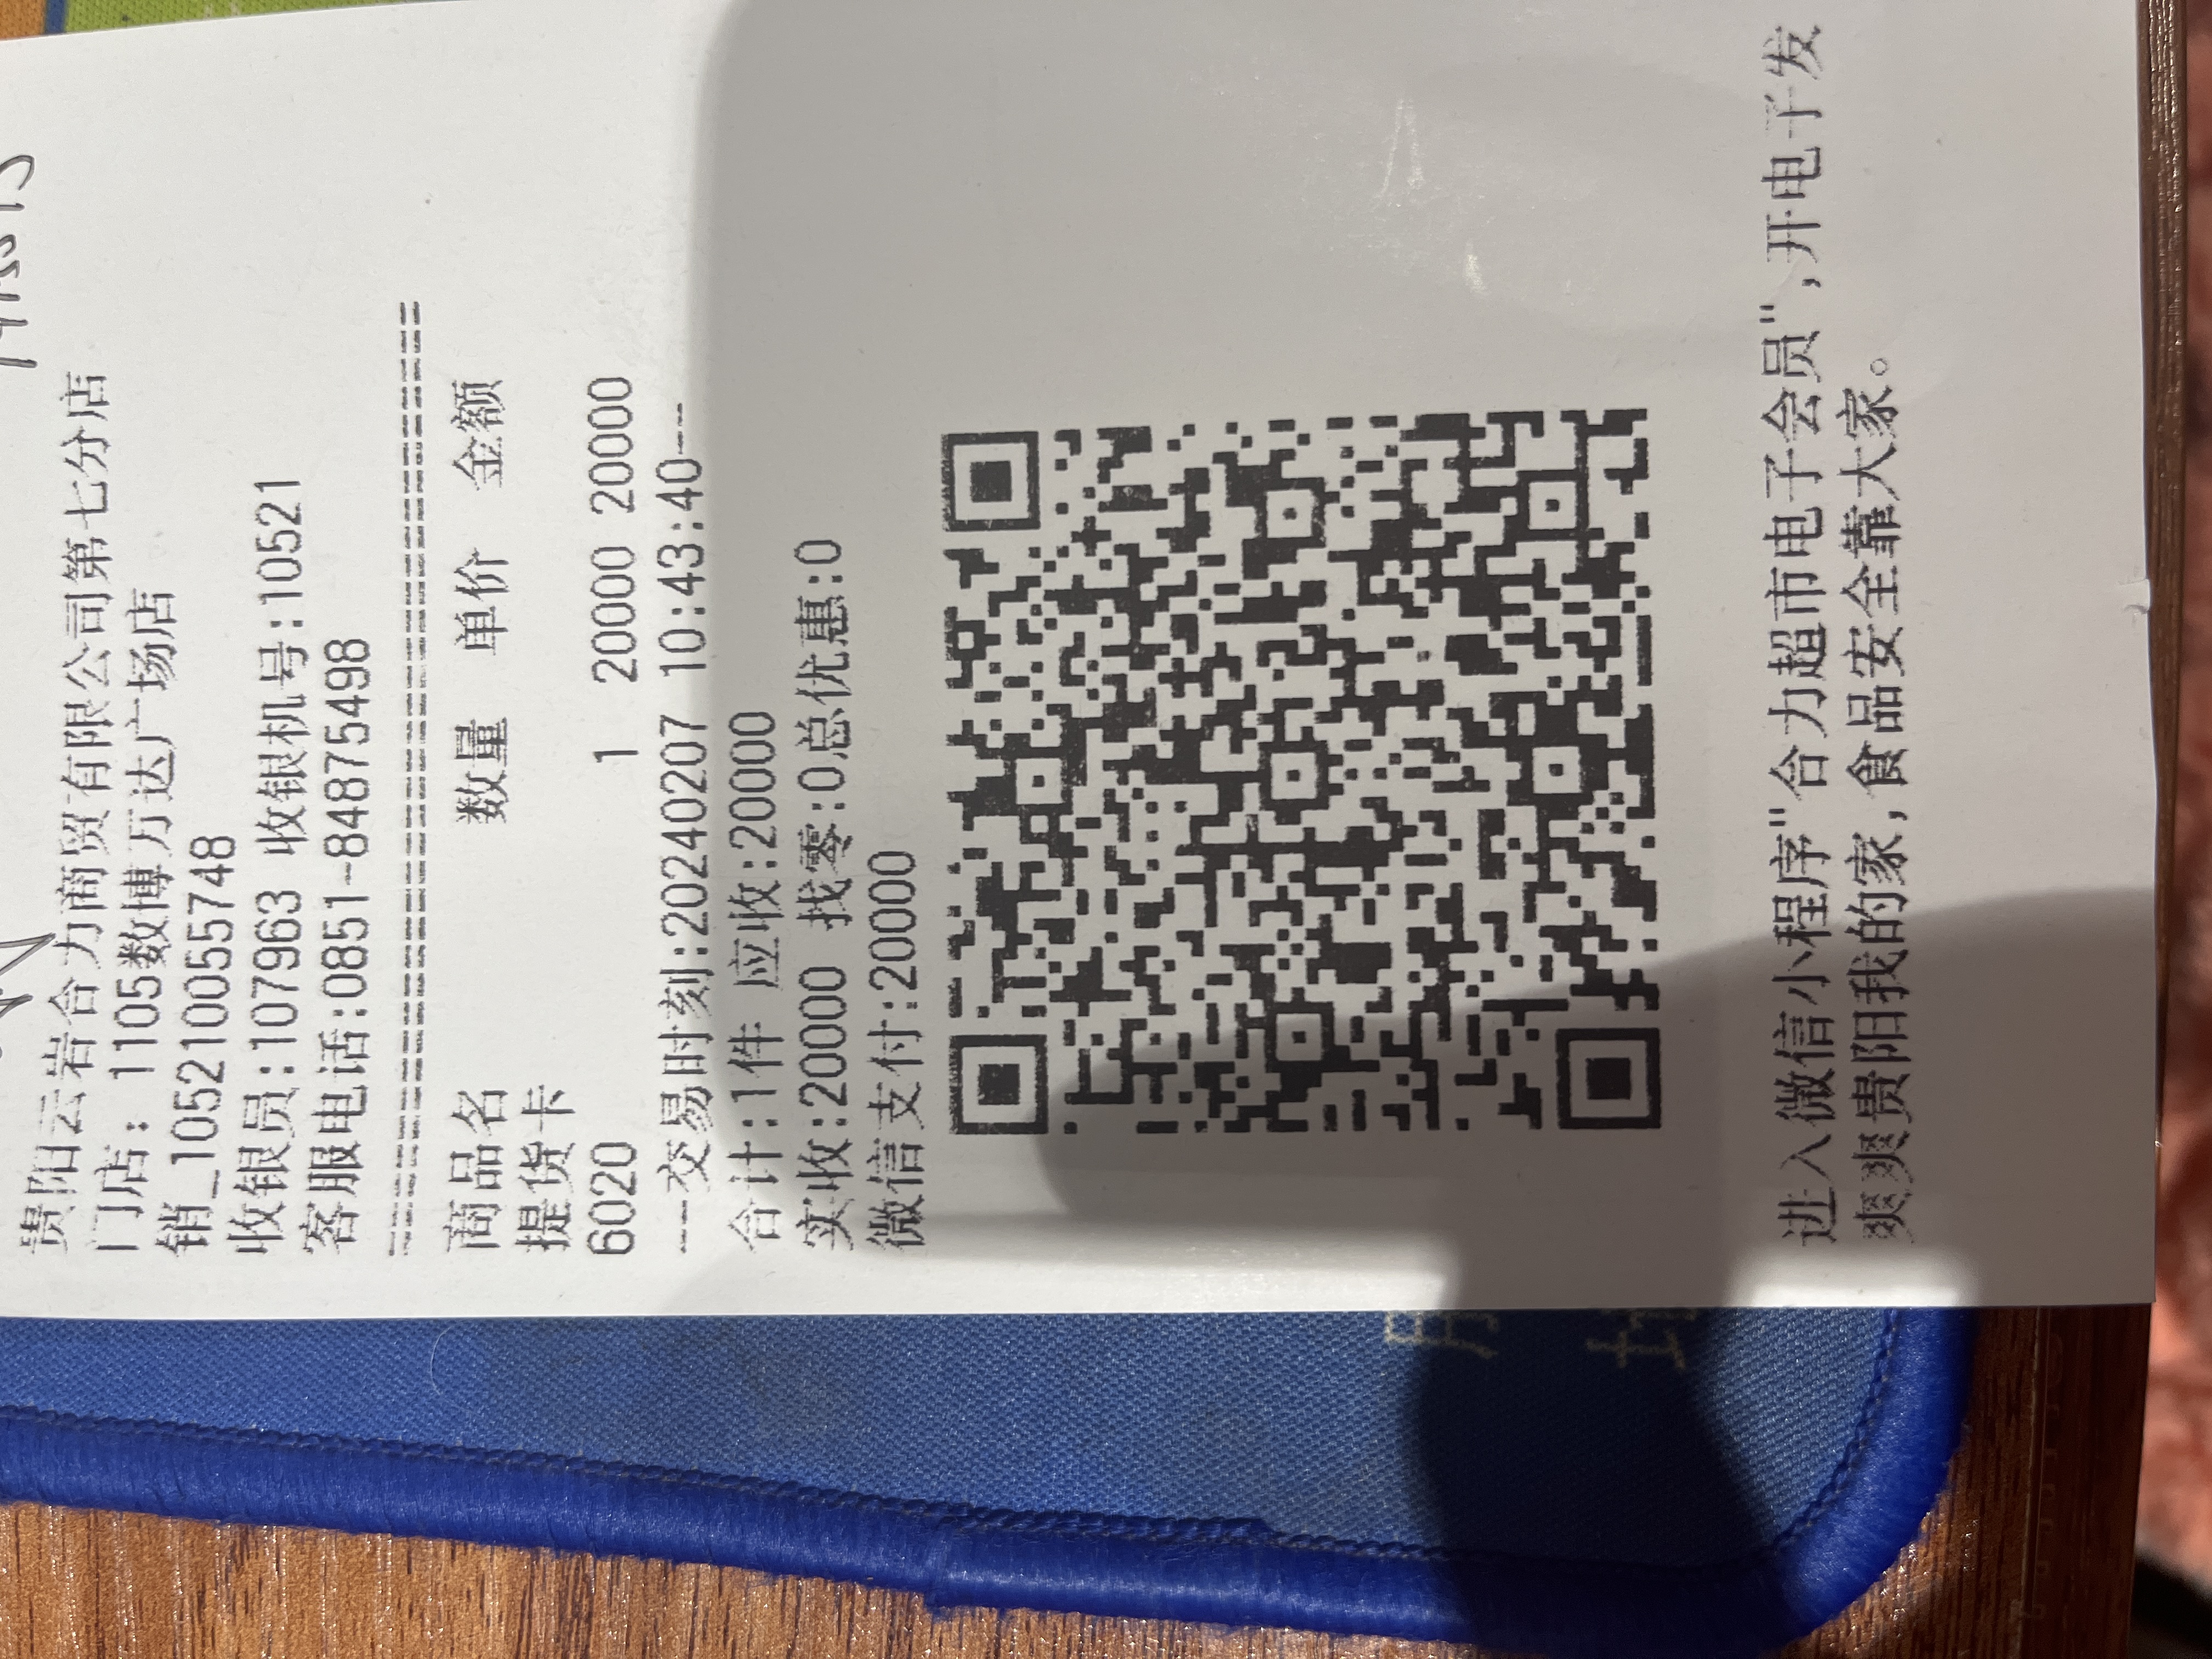 贵阳云岩合力商贸有限公司第七分店
门店: 1105数博万达广场店
销_105210055748
收银员:107963 收银机号:10521
客服电话:0851-84875498
========================================
商品名 数量 单价 金额
提货卡
6020 1 20000 20000
---交易时刻:20240207 10:43:40--
合计:1件 应收:20000
实收:20000 找零:0总优惠:0
微信支付:20000
进入微信小程序"合力超市电子会员",开电子发
爽爽贵阳我的家,食品安全靠大家。